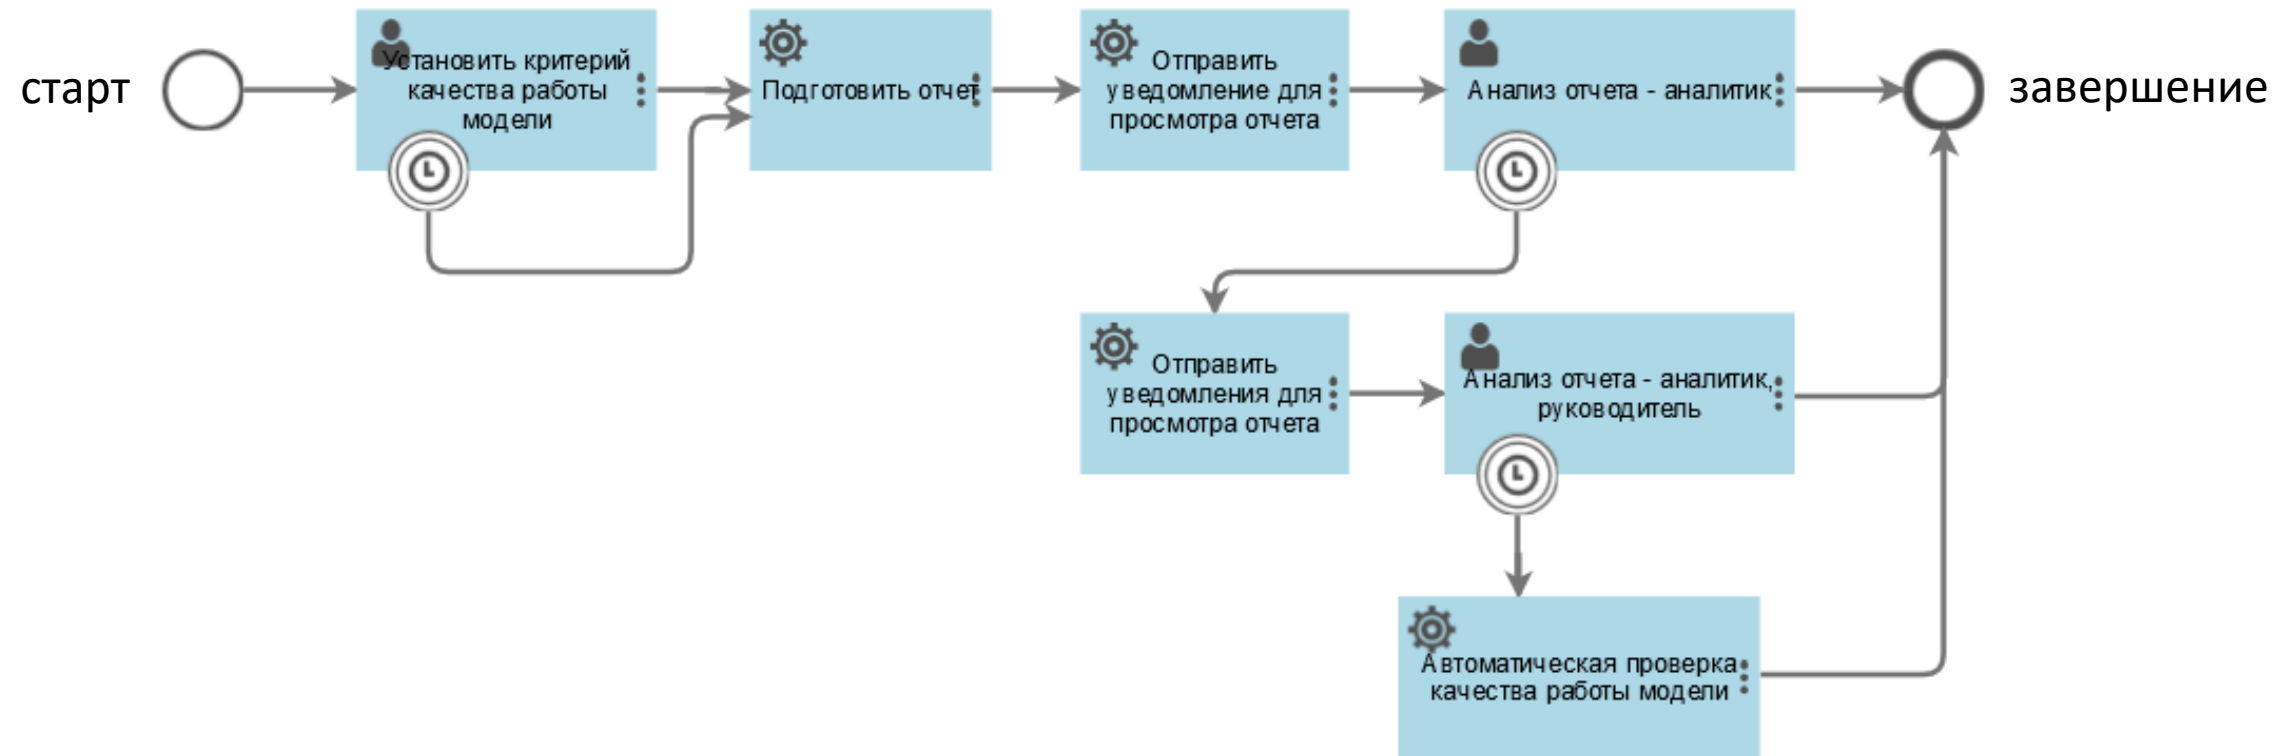 старт
Установить критерий
качества работы
модели
Подготовить отчет
Отправить
уведомление для
просмотра отчета
Анализ отчета - аналитик
завершение
Отправить
уведомления для
просмотра отчета
Анализ отчета - аналитик,
руководитель
Автоматическая проверка
качества работы модели